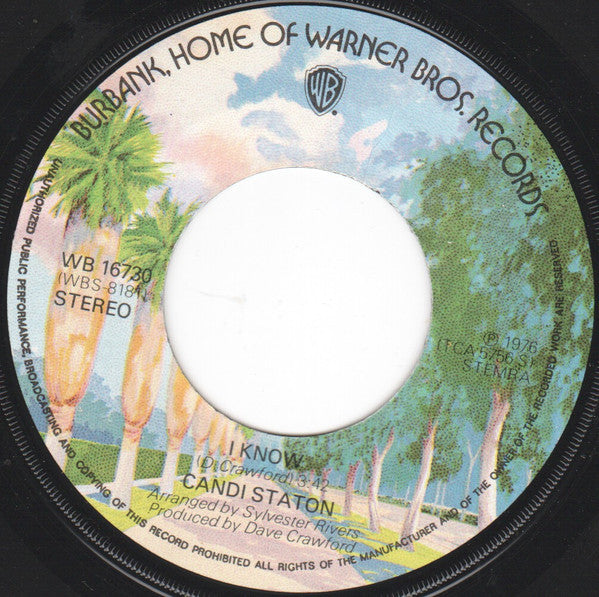 BURBANK, HOME OF WARNER BROS. RECORDS
WB
WB 16730
(WBS-8181)
STEREO
℗ 1976
(TCA 5756 S)
STEMRA
I KNOW
(D. Crawford) 3:42
CANDI STATON
Arranged by Sylvester Rivers
Produced by Dave Crawford
UNAUTHORIZED PUBLIC PERFORMANCE, BROADCASTING AND COPYING OF THIS RECORD PROHIBITED ALL RIGHTS OF THE MANUFACTURER AND OF THE OWNER OF THE RECORDED WORK ARE RESERVED.